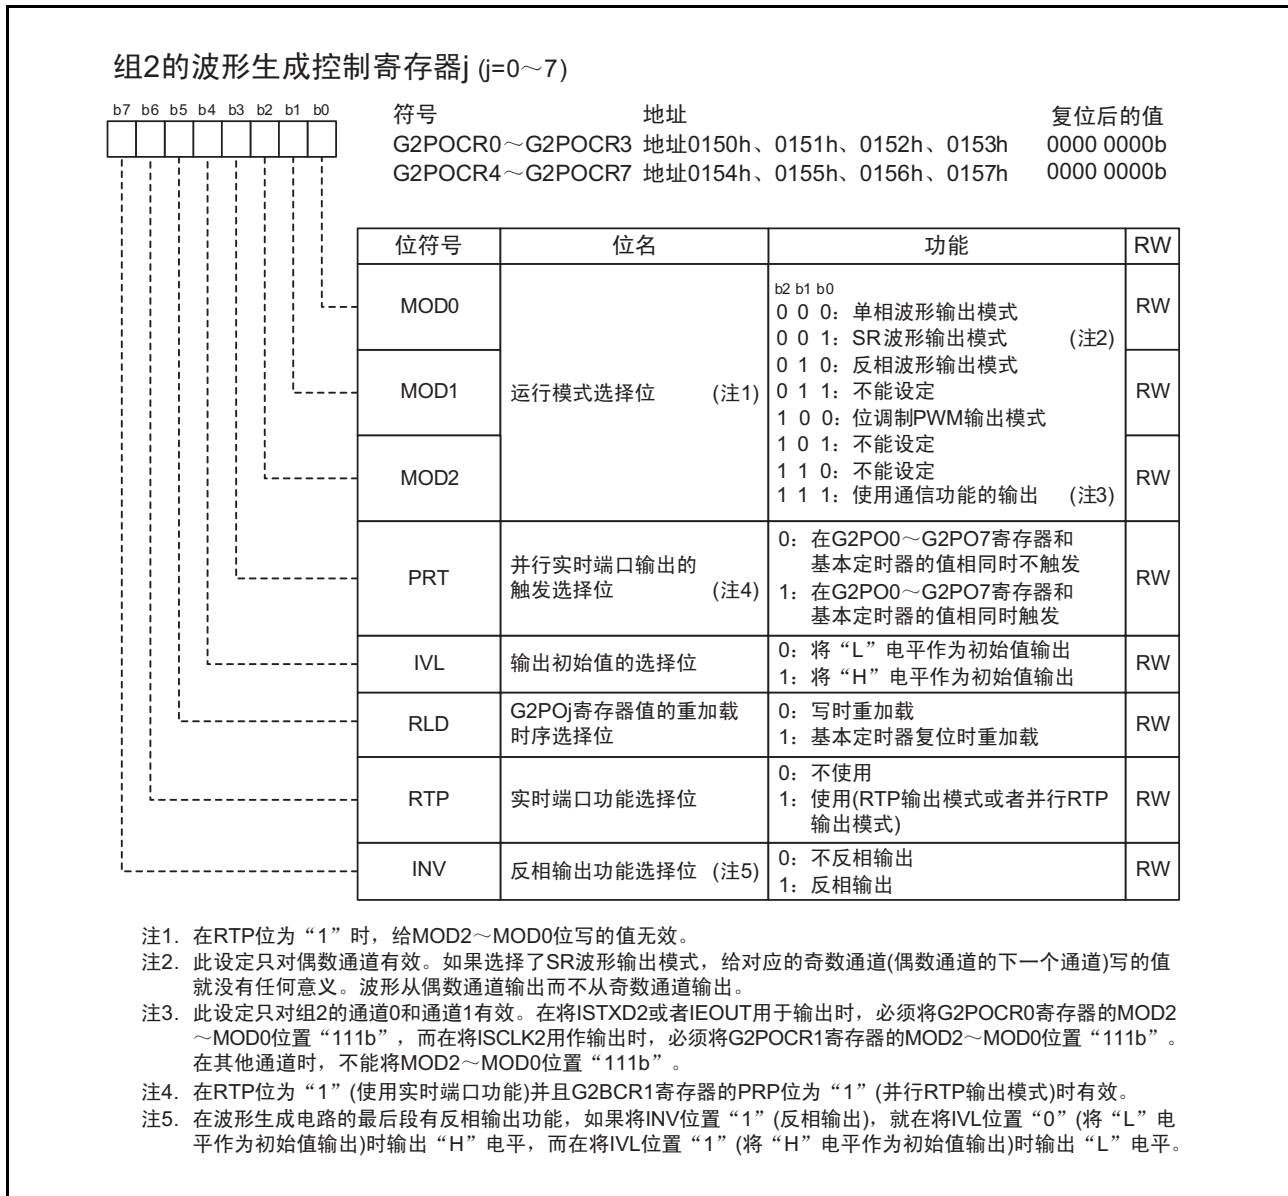 组2的波形生成控制寄存器j (j=0～7)
b7 b6 b5 b4 b3 b2 b1 b0
符号 地址 复位后的值
G2POCR0～G2POCR3 地址0150h、0151h、0152h、0153h 0000 0000b
G2POCR4～G2POCR7 地址0154h、0155h、0156h、0157h 0000 0000b
位符号 位名 功能 RW
MOD0 RW
MOD1 RW
MOD2 RW
运行模式选择位 (注1)
b2 b1 b0
0 0 0：单相波形输出模式
0 0 1：SR波形输出模式 (注2)
0 1 0：反相波形输出模式
0 1 1：不能设定
1 0 0：位调制PWM输出模式
1 0 1：不能设定
1 1 0：不能设定
1 1 1：使用通信功能的输出 (注3)
PRT RW
并行实时端口输出的
触发选择位 (注4)
0：在G2PO0～G2PO7寄存器和
基本定时器的值相同时不触发
1：在G2PO0～G2PO7寄存器和
基本定时器的值相同时触发
IVL 输出初始值的选择位 RW
0：将“L”电平作为初始值输出
1：将“H”电平作为初始值输出
RLD RW
G2POj寄存器值的重加载
时序选择位
0：写时重加载
1：基本定时器复位时重加载
RTP 实时端口功能选择位 RW
0：不使用
1：使用(RTP输出模式或者并行RTP
输出模式)
INV 反相输出功能选择位 (注5) RW
0：不反相输出
1：反相输出
注1. 在RTP位为“1”时，给MOD2～MOD0位写的值无效。
注2. 此设定只对偶数通道有效。如果选择了SR波形输出模式，给对应的奇数通道(偶数通道的下一个通道)写的值
就没有任何意义。波形从偶数通道输出而不从奇数通道输出。
注3. 此设定只对组2的通道0和通道1有效。在将ISTXD2或者IEOUT用于输出时，必须将G2POCR0寄存器的MOD2
～MOD0位置“111b”，而在将ISCLK2用作输出时，必须将G2POCR1寄存器的MOD2～MOD0位置“111b”。
在其他通道时，不能将MOD2～MOD0位置“111b”。
注4. 在RTP位为“1”(使用实时端口功能)并且G2BCR1寄存器的PRP位为“1”(并行RTP输出模式)时有效。
注5. 在波形生成电路的最后段有反相输出功能，如果将INV位置“1”(反相输出)，就在将IVL位置“0”(将“L”电
平作为初始值输出)时输出“H”电平，而在将IVL位置“1”(将“H”电平作为初始值输出)时输出“L”电平。